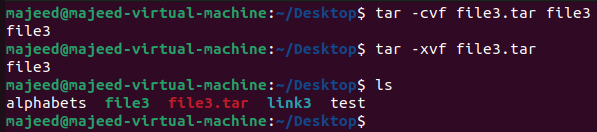 majeed@majeed-virtual-machine:~/Desktop$ tar -cvf file3.tar file3
file3
majeed@majeed-virtual-machine:~/Desktop$ tar -xvf file3.tar
file3
majeed@majeed-virtual-machine:~/Desktop$ ls
alphabets  file3  file3.tar  link3  test
majeed@majeed-virtual-machine:~/Desktop$